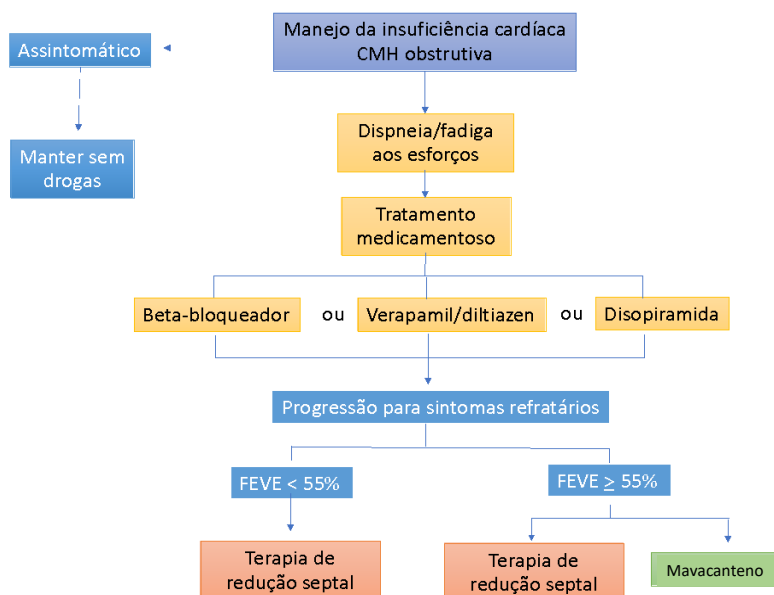 Manejo da insuficiência cardíaca
CMH obstrutiva
Assintomático
Manter sem
drogas
Dispneia/fadiga
aos esforços
Tratamento
medicamentoso
Beta-bloqueador ou Verapamil/diltiazen ou Disopiramida
Progressão para sintomas refratários
FEVE < 55%
FEVE ≥ 55%
Terapia de
redução septal
Terapia de
redução septal
Mavacanteno